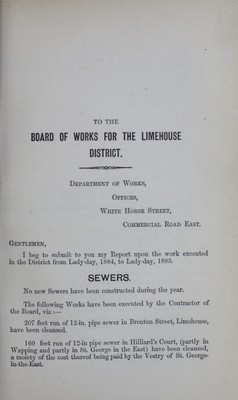 TO THE
BOARD OF WORKS FOR THE LIMEHOUSE
DISTRICT.
Department of Works,
Offices,
White Horse Street,
Commercial Road East.
Gentlemen,
I beg to submit to you my Report upon the work executed
in the District from Lady-day, 1884, to Lady-day, 1885.
SEWERS.
No new Sewers have been constructed during the year.
The following Works have been executed by the Contractor of
the Board, viz :—
207 feet run of 12-in. pipe sewer in Brenton Street, Limehouse,
have been cleansed.
160 feet run of 12-in pipe sewer in Hilliard's Court, (partly in
Wapping and partly in St. George in the East) have been cleansed,
a moiety of the cost thereof being paid by the Vestry of St. George-
in-the-East.